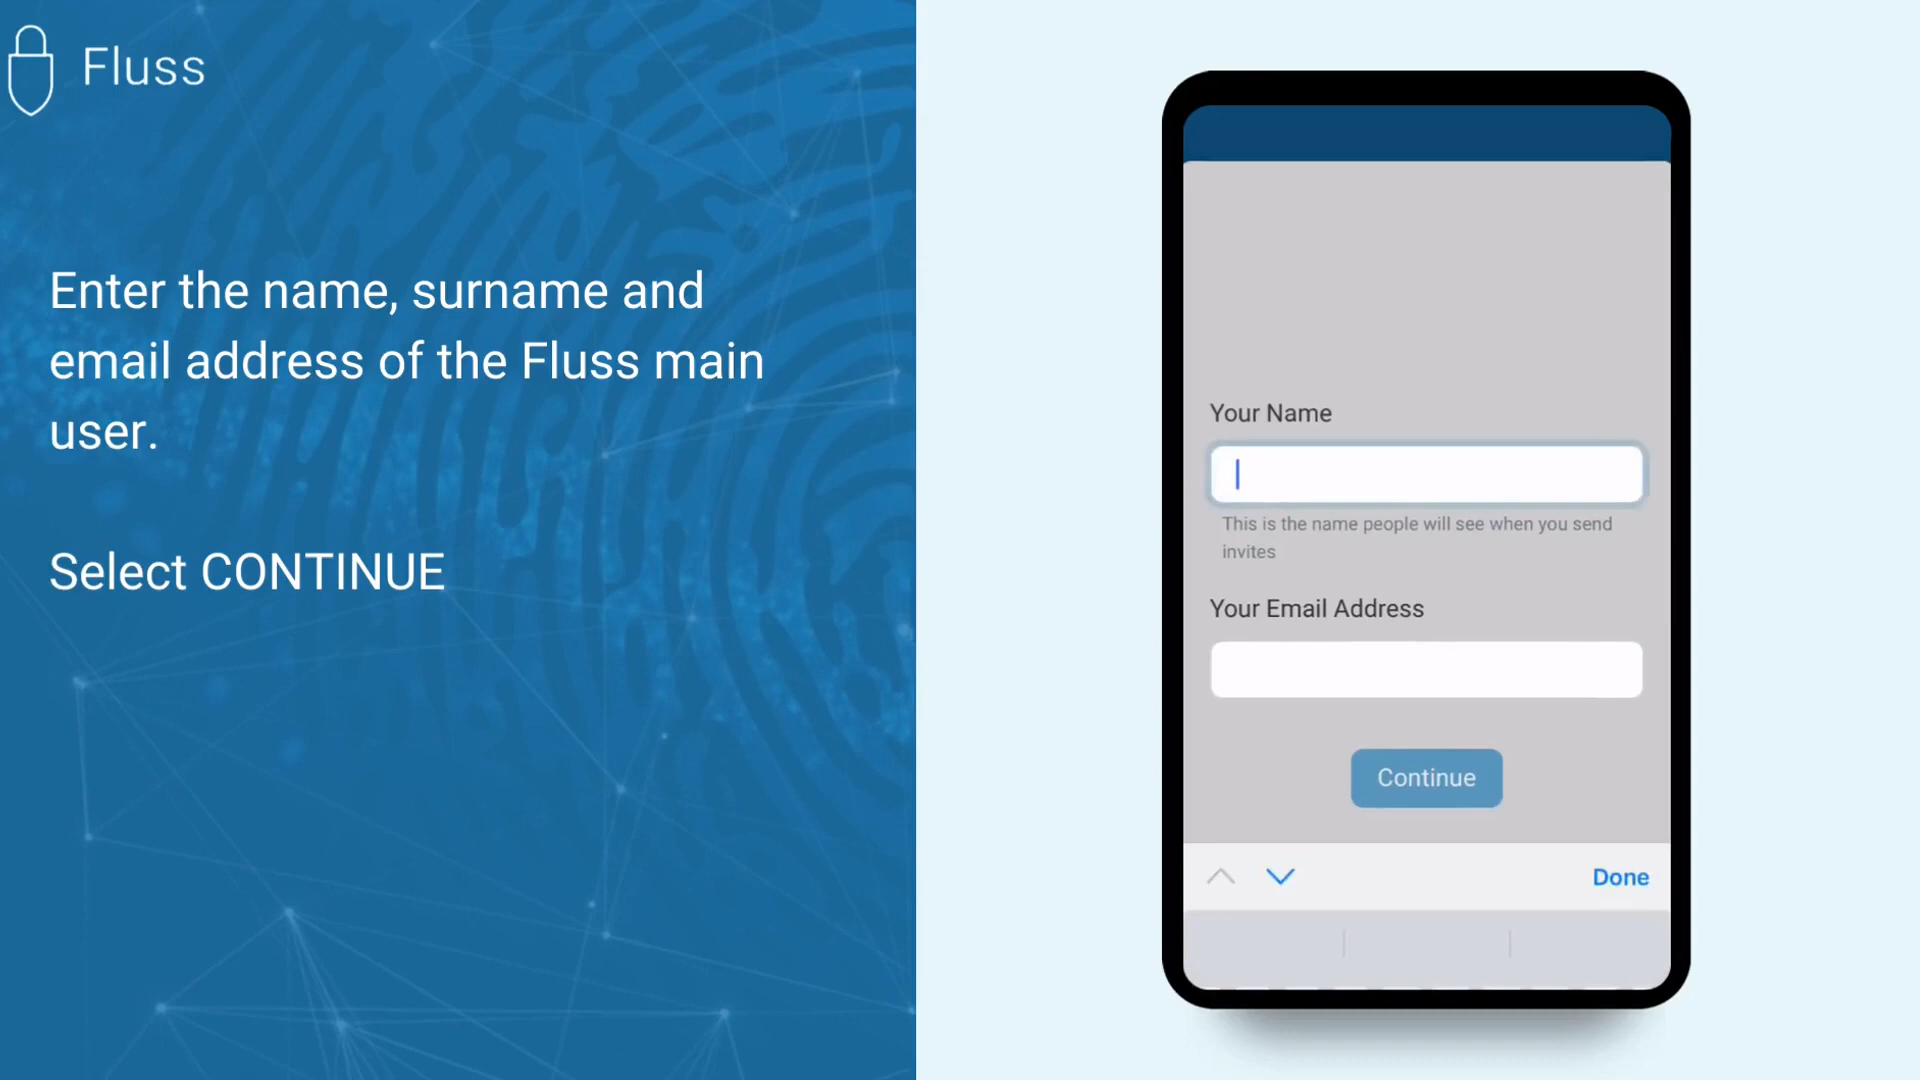 Fluss
Enter the name, surname and
email address of the Fluss main
user.
Select CONTINUE
Your Name
This is the name people will see when you send
invites
Your Email Address
Continue
Done